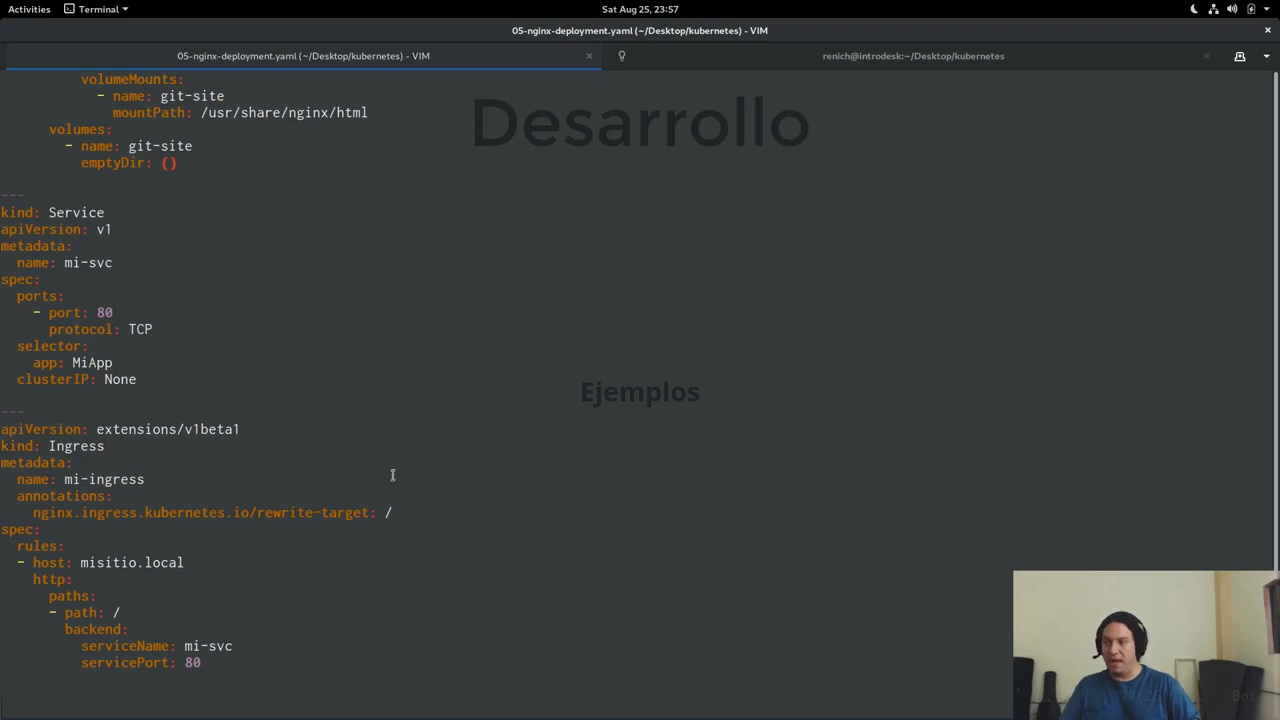 Activities
Terminal
Sat Aug 25, 23:57
05-nginx-deployment.yaml (~/Desktop/kubernetes) - VIM
05-nginx-deployment.yaml (~/Desktop/kubernetes) - VIM
renich@introdesk:~/Desktop/kubernetes
volumeMounts:
- name: git-site
mountPath: /usr/share/nginx/html
volumes:
- name: git-site
emptyDir: {}
---
kind: Service
apiVersion: v1
metadata:
name: mi-svc
spec:
ports:
- port: 80
protocol: TCP
selector:
app: MiApp
clusterIP: None
---
apiVersion: extensions/v1beta1
kind: Ingress
metadata:
name: mi-ingress
annotations:
nginx.ingress.kubernetes.io/rewrite-target: /
spec:
rules:
- host: misitio.local
http:
paths:
- path: /
backend:
serviceName: mi-svc
servicePort: 80
Desarrollo
Ejemplos
Bot